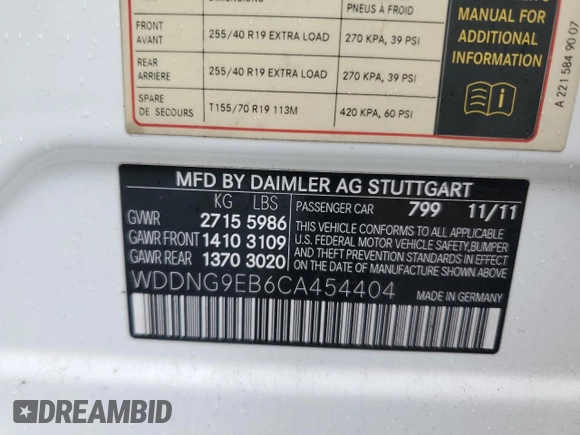 DIMENSIONS
PNEUS À FROID
FRONT
AVANT
255/40 R19 EXTRA LOAD
270 KPA, 39 PSI
REAR
ARRIÈRE
255/40 R19 EXTRA LOAD
270 KPA, 39 PSI
SPARE
DE SECOURS
T155/70 R19 113M
420 KPA, 60 PSI
MANUAL FOR
ADDITIONAL
INFORMATION
A 221 584 90 07
MFD BY DAIMLER AG STUTTGART
KG LBS
GVWR 2715 5986
GAWR FRONT 1410 3109
GAWR REAR 1370 3020
PASSENGER CAR 799 11/11
THIS VEHICLE CONFORMS TO ALL APPLICABLE
U.S. FEDERAL MOTOR VEHICLE SAFETY,BUMPER
AND THEFT PREVENTION STANDARDS IN EFFECT
ON THE DATE OF MANUFACTURE SHOWN ABOVE.
WDDNG9EB6CA454404
MADE IN GERMANY
DREAMBID